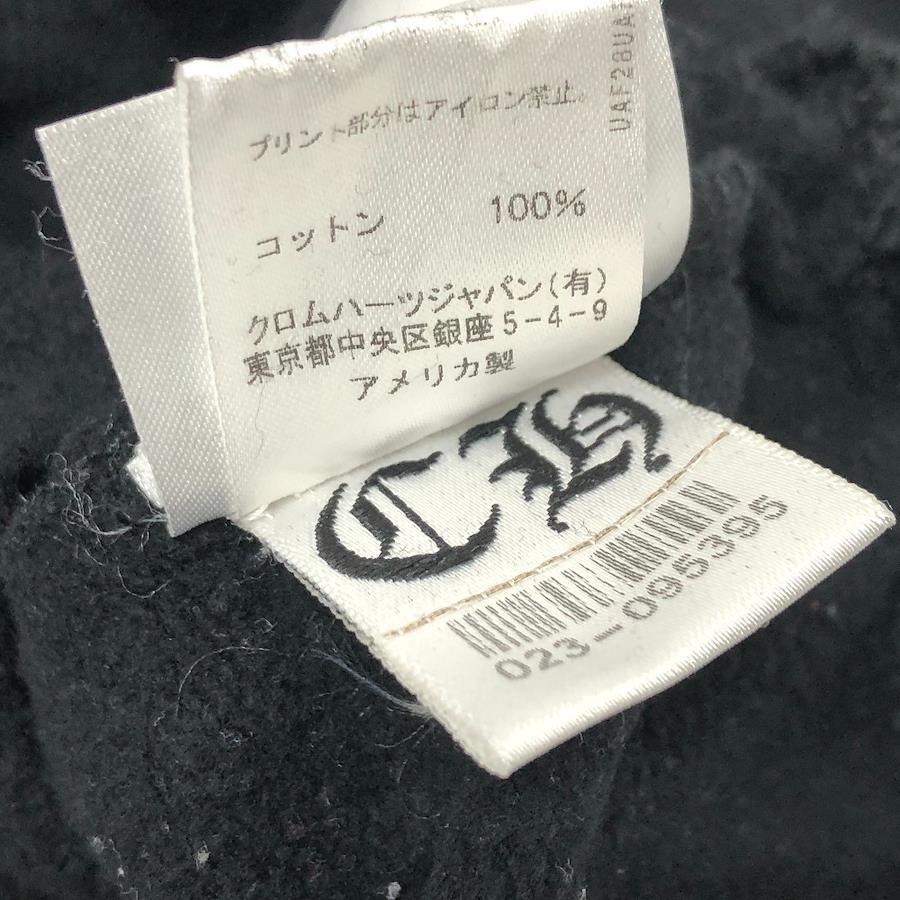 プリント部分はアイロン禁止。
コットン 100%
クロムハーツジャパン(有)
東京都中央区銀座5-4-9
アメリカ製
CH
023-095395